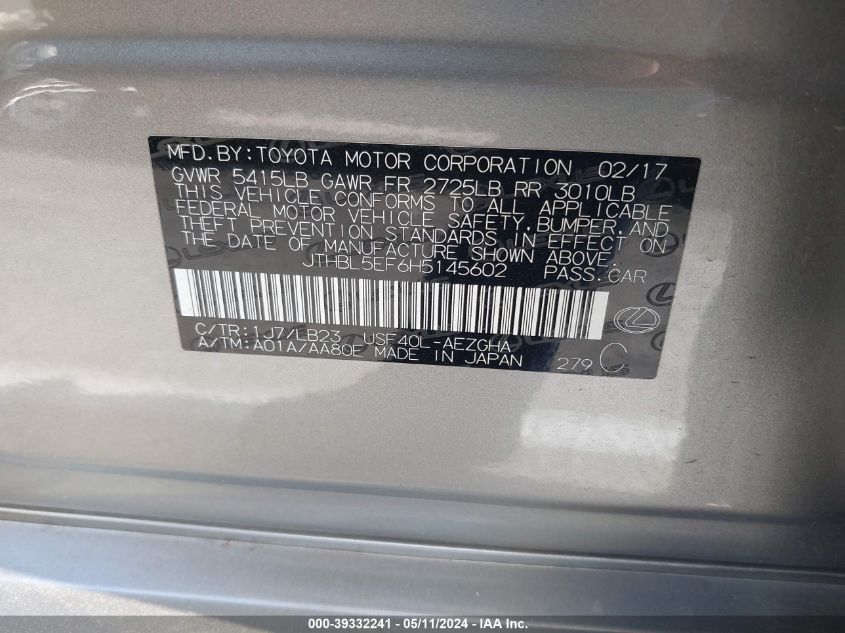 MFD.BY:TOYOTA MOTOR CORPORATION 02/17
GVWR 5415LB GAWR FR 2725LB RR 3010LB
THIS VEHICLE CONFORMS TO ALL APPLICABLE
FEDERAL MOTOR VEHICLE SAFETY,BUMPER,AND
THEFT PREVENTION STANDARDS IN EFFECT ON
THE DATE OF MANUFACTURE SHOWN ABOVE.
JTHBL5EF6H5145602 PASS.CAR
C/TR:1J7/LB23 USF40L-AEZGHA
A/TM:A01A/AA80E MADE IN JAPAN 279 C
000-39332241 - 05/11/2024 - IAAI.COM